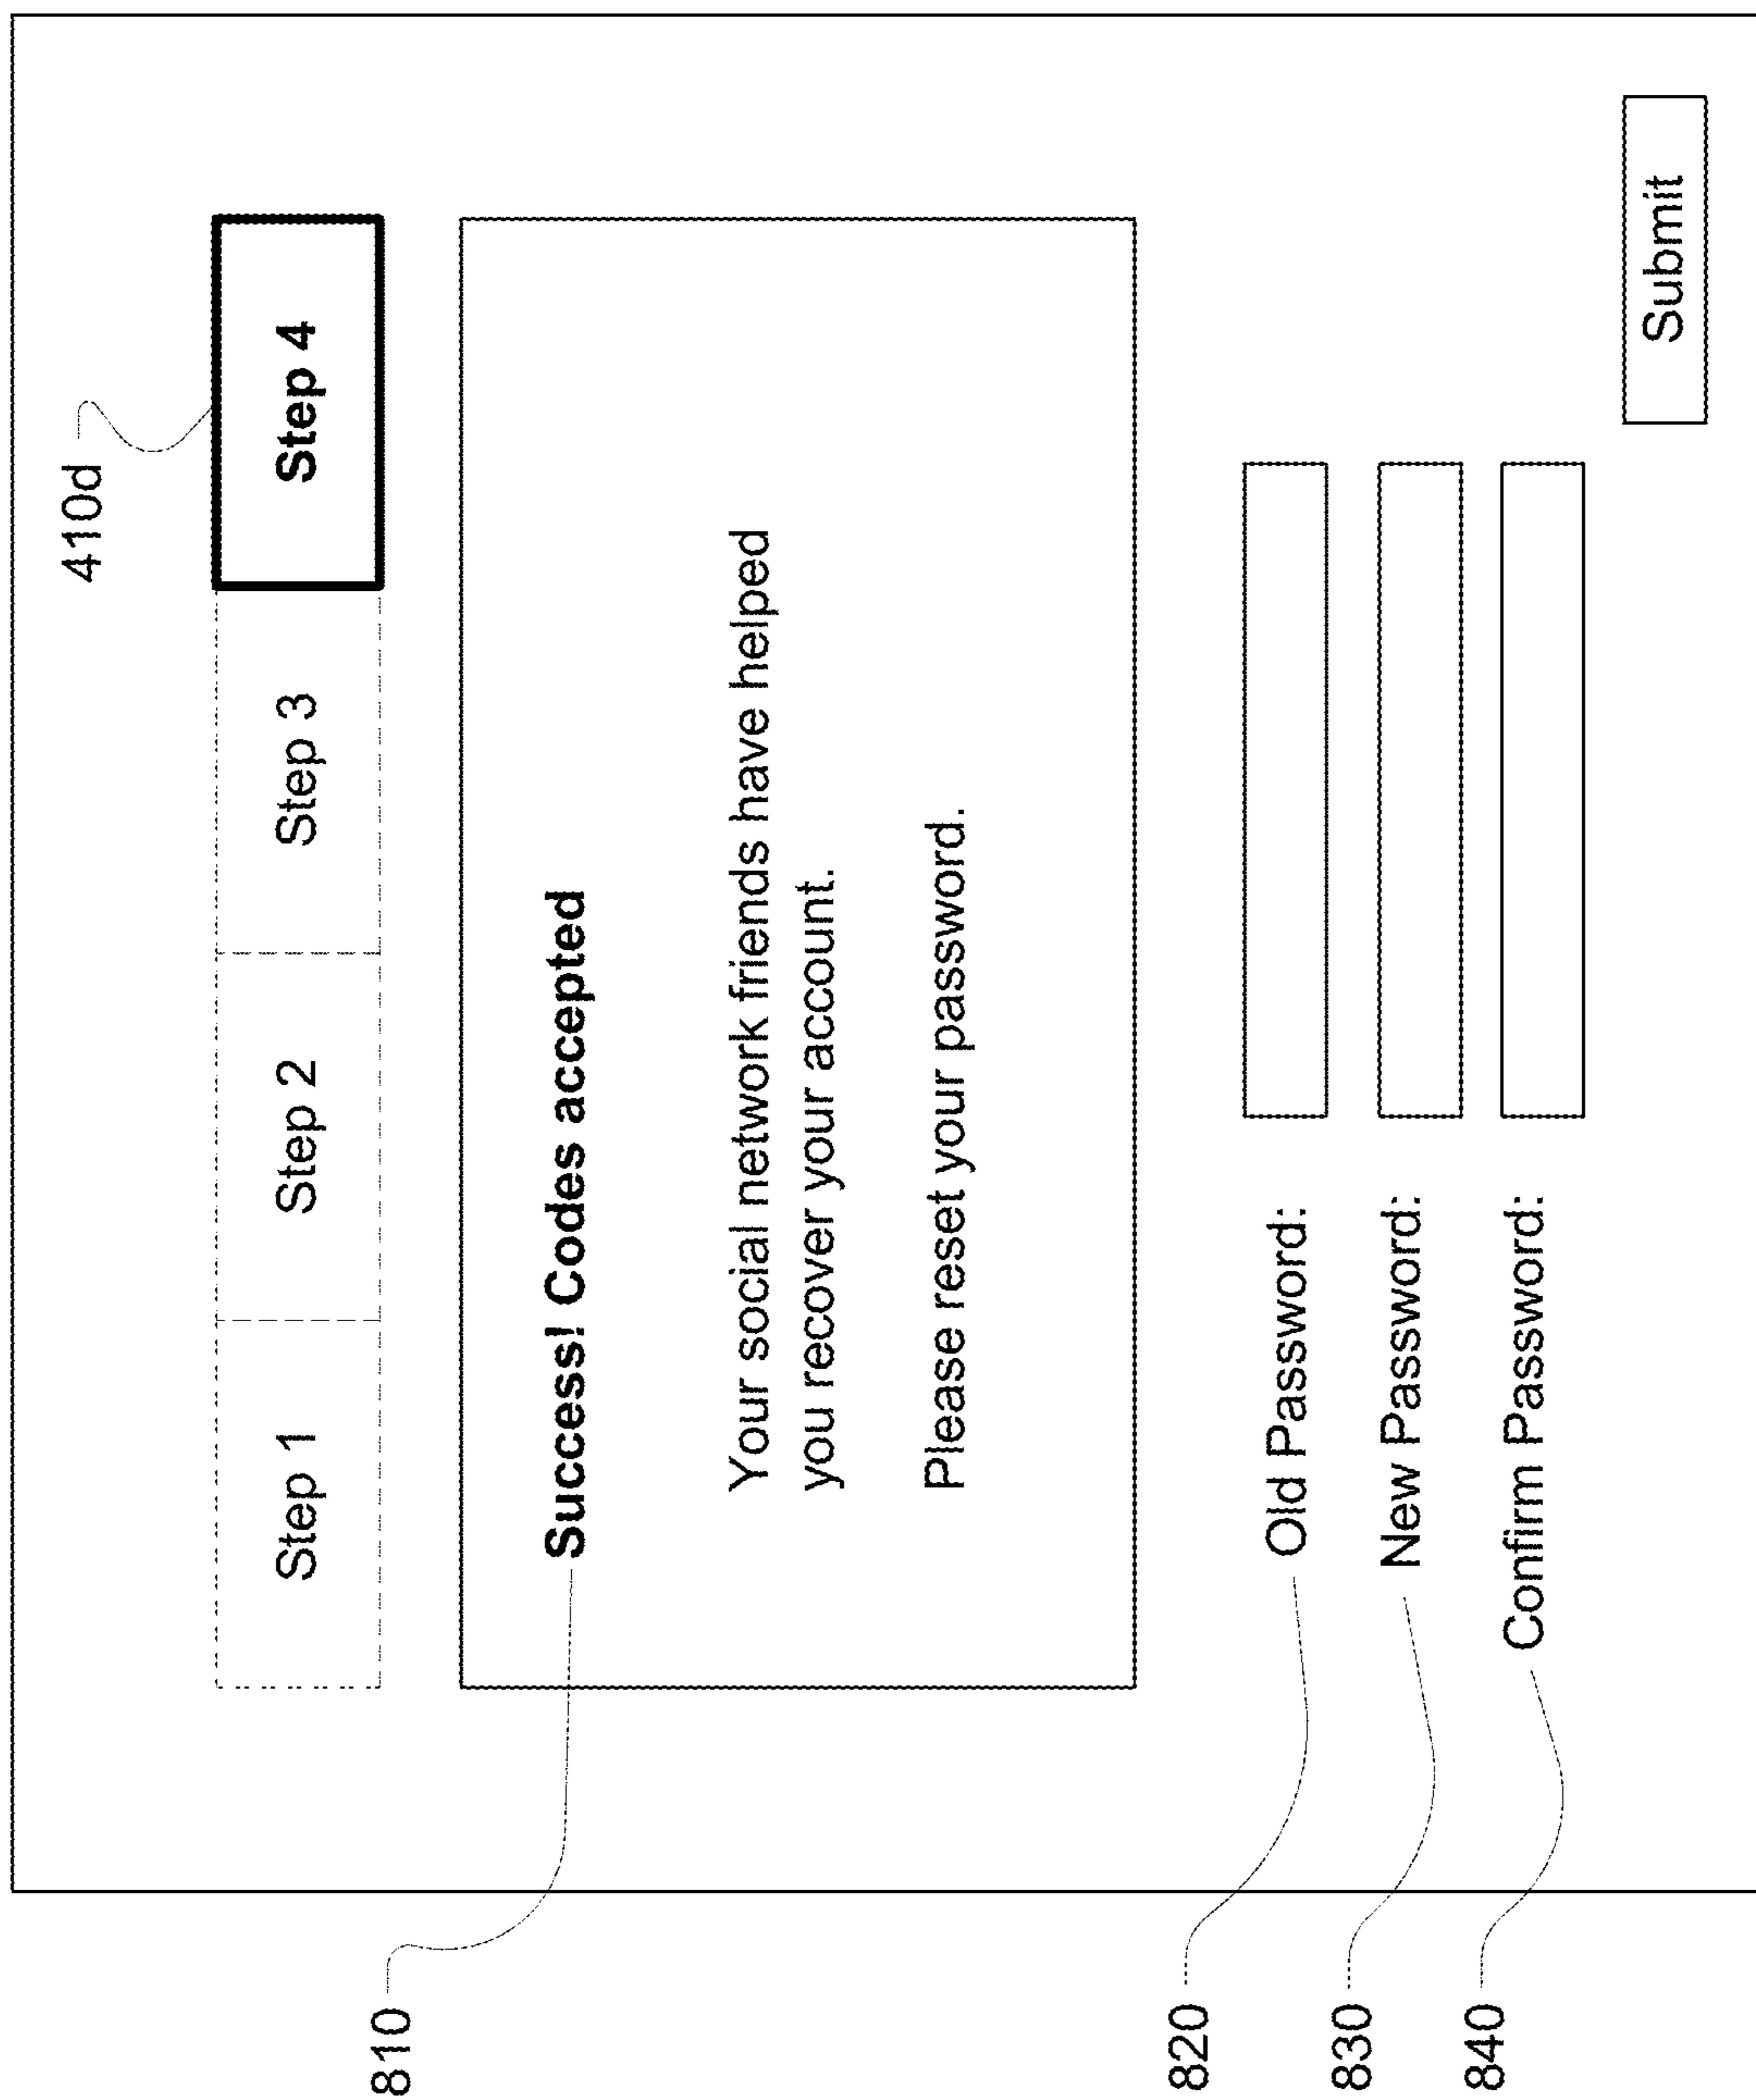 410d
Step 1
Step 2
Step 3
Step 4
810
Success! Codes accepted
Your social network friends have helped
you recover your account.
Please reset your password.
820
Old Password:
830
New Password:
840
Confirm Password:
Submit